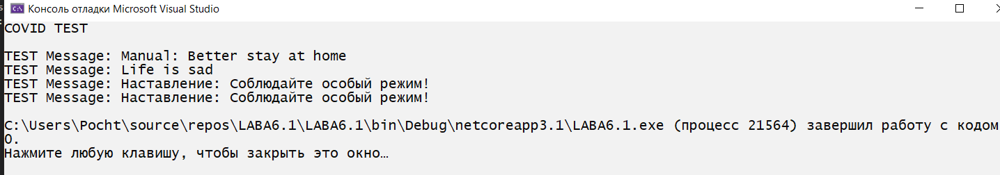 Консоль отладки Microsoft Visual Studio
COVID TEST
TEST Message: Manual: Better stay at home
TEST Message: Life is sad
TEST Message: Наставление: Соблюдайте особый режим!
TEST Message: Наставление: Соблюдайте особый режим!
C:\Users\Pocht\source\repos\LABA6.1\LABA6.1\bin\Debug\netcoreapp3.1\LABA6.1.exe (процесс 21564) завершил работу с кодом
0.
Нажмите любую клавишу, чтобы закрыть это окно…